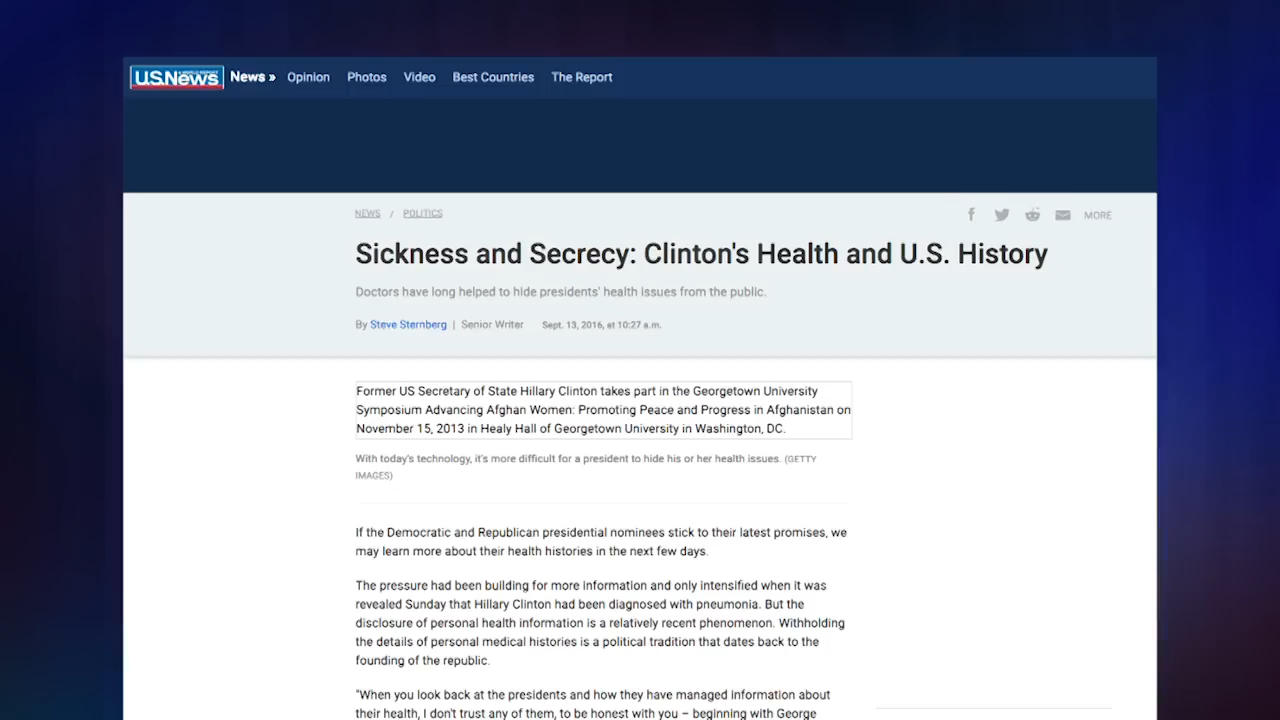 U.S.News News » Opinion Photos Video Best Countries The Report
NEWS / POLITICS
MORE
Sickness and Secrecy: Clinton's Health and U.S. History
Doctors have long helped to hide presidents' health issues from the public.
By Steve Sternberg | Senior Writer Sept. 13, 2016, at 10:27 a.m.
Former US Secretary of State Hillary Clinton takes part in the Georgetown University
Symposium Advancing Afghan Women: Promoting Peace and Progress in Afghanistan on
November 15, 2013 in Healy Hall of Georgetown University in Washington, DC.
With today's technology, it's more difficult for a president to hide his or her health issues. (GETTY
IMAGES)
If the Democratic and Republican presidential nominees stick to their latest promises, we
may learn more about their health histories in the next few days.
The pressure had been building for more information and only intensified when it was
revealed Sunday that Hillary Clinton had been diagnosed with pneumonia. But the
disclosure of personal health information is a relatively recent phenomenon. Withholding
the details of personal medical histories is a political tradition that dates back to the
founding of the republic.
"When you look back at the presidents and how they have managed information about
their health, I don't trust any of them, to be honest with you – beginning with George